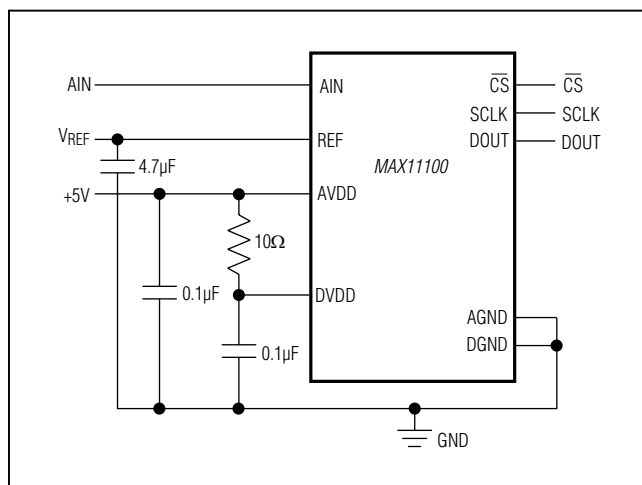 AIN
AIN
CS
CS
SCLK
SCLK
VREF
REF
DOUT
DOUT
MAX11100
4.7µF
+5V
AVDD
10Ω
0.1µF
DVDD
AGND
0.1µF
DGND
GND